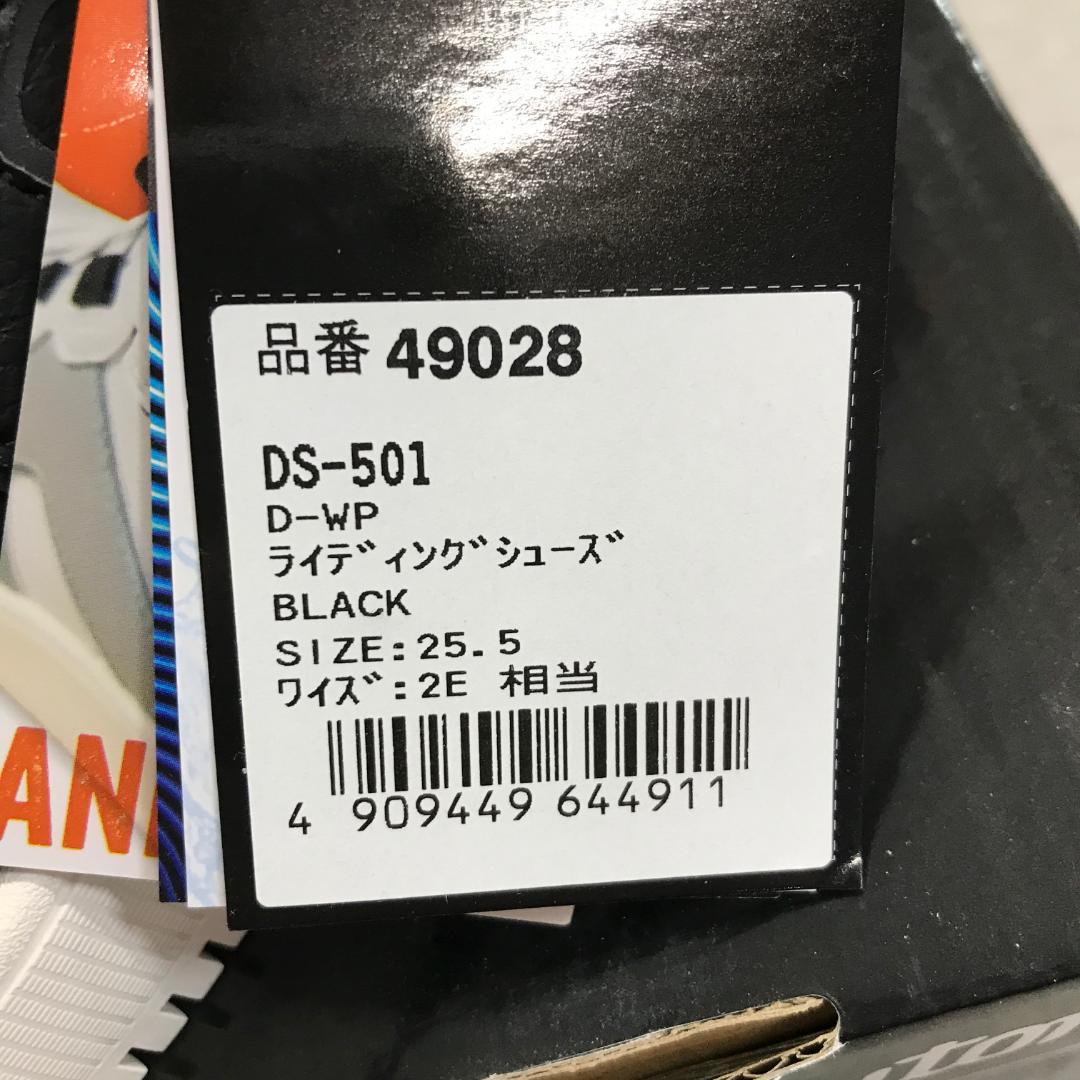 品番 49028
DS-501
D-WP
ライディングシューズ
BLACK
SIZE:25.5
ワイズ:2E 相当
4 909449 644911
AN